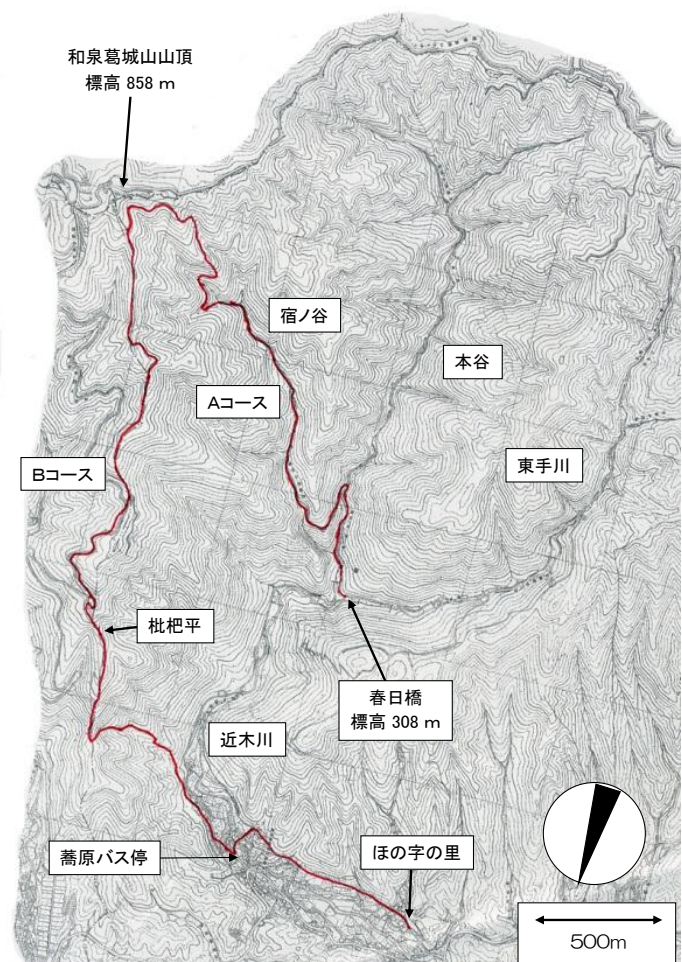 和泉葛城山山頂
標高 858 m
宿ノ谷
本谷
Aコース
東手川
Bコース
枇杷平
春日橋
標高 308 m
近木川
蕎原バス停
ほの字の里
500m